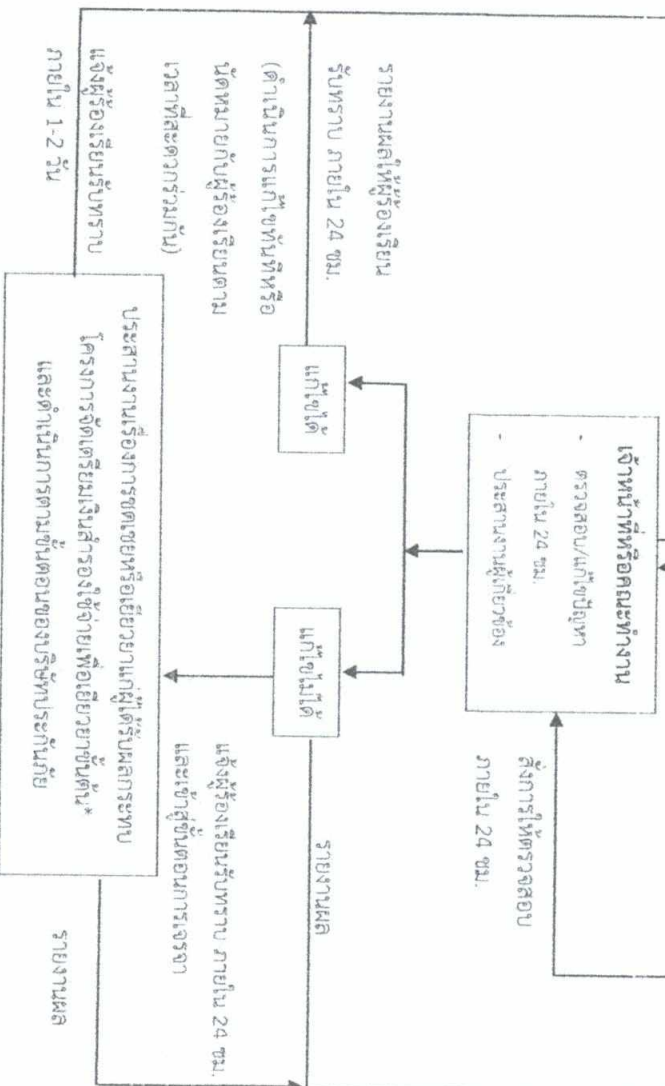 เจ้าหน้าที่หรือคณะทำงาน
- ตรวจสอบ/แก้ไขปัญหา
ภายใน 24 ชม.
- ประสานงานผู้เกี่ยวข้อง
สั่งการให้ตรวจสอบ
ภายใน 24 ชม.
รายงานผลให้ผู้ร้องเรียน
รับทราบ ภายใน 24 ชม.
(ดำเนินการแก้ไขทันทีหรือ
นัดหมายกับผู้ร้องเรียนตาม
เวลาที่สะดวกร่วมกัน)
แก้ไขได้
แก้ไขไม่ได้
รายงานผล
แจ้งผู้ร้องเรียนรับทราบ ภายใน 24 ชม.
และเข้าสู่ขั้นตอนการเจรจา
แจ้งผู้ร้องเรียนรับทราบ
ภายใน 1-2 วัน
ประสานงานเรื่องการชดเชยหรือเยียวยาแก่ผู้ได้รับผลกระทบ
โครงการจัดเตรียมเงินสำรองใช้จ่ายเพื่อเยียวยาขั้นต้น*
และดำเนินการตามขั้นตอนของบริษัทประกันภัย
รายงานผล